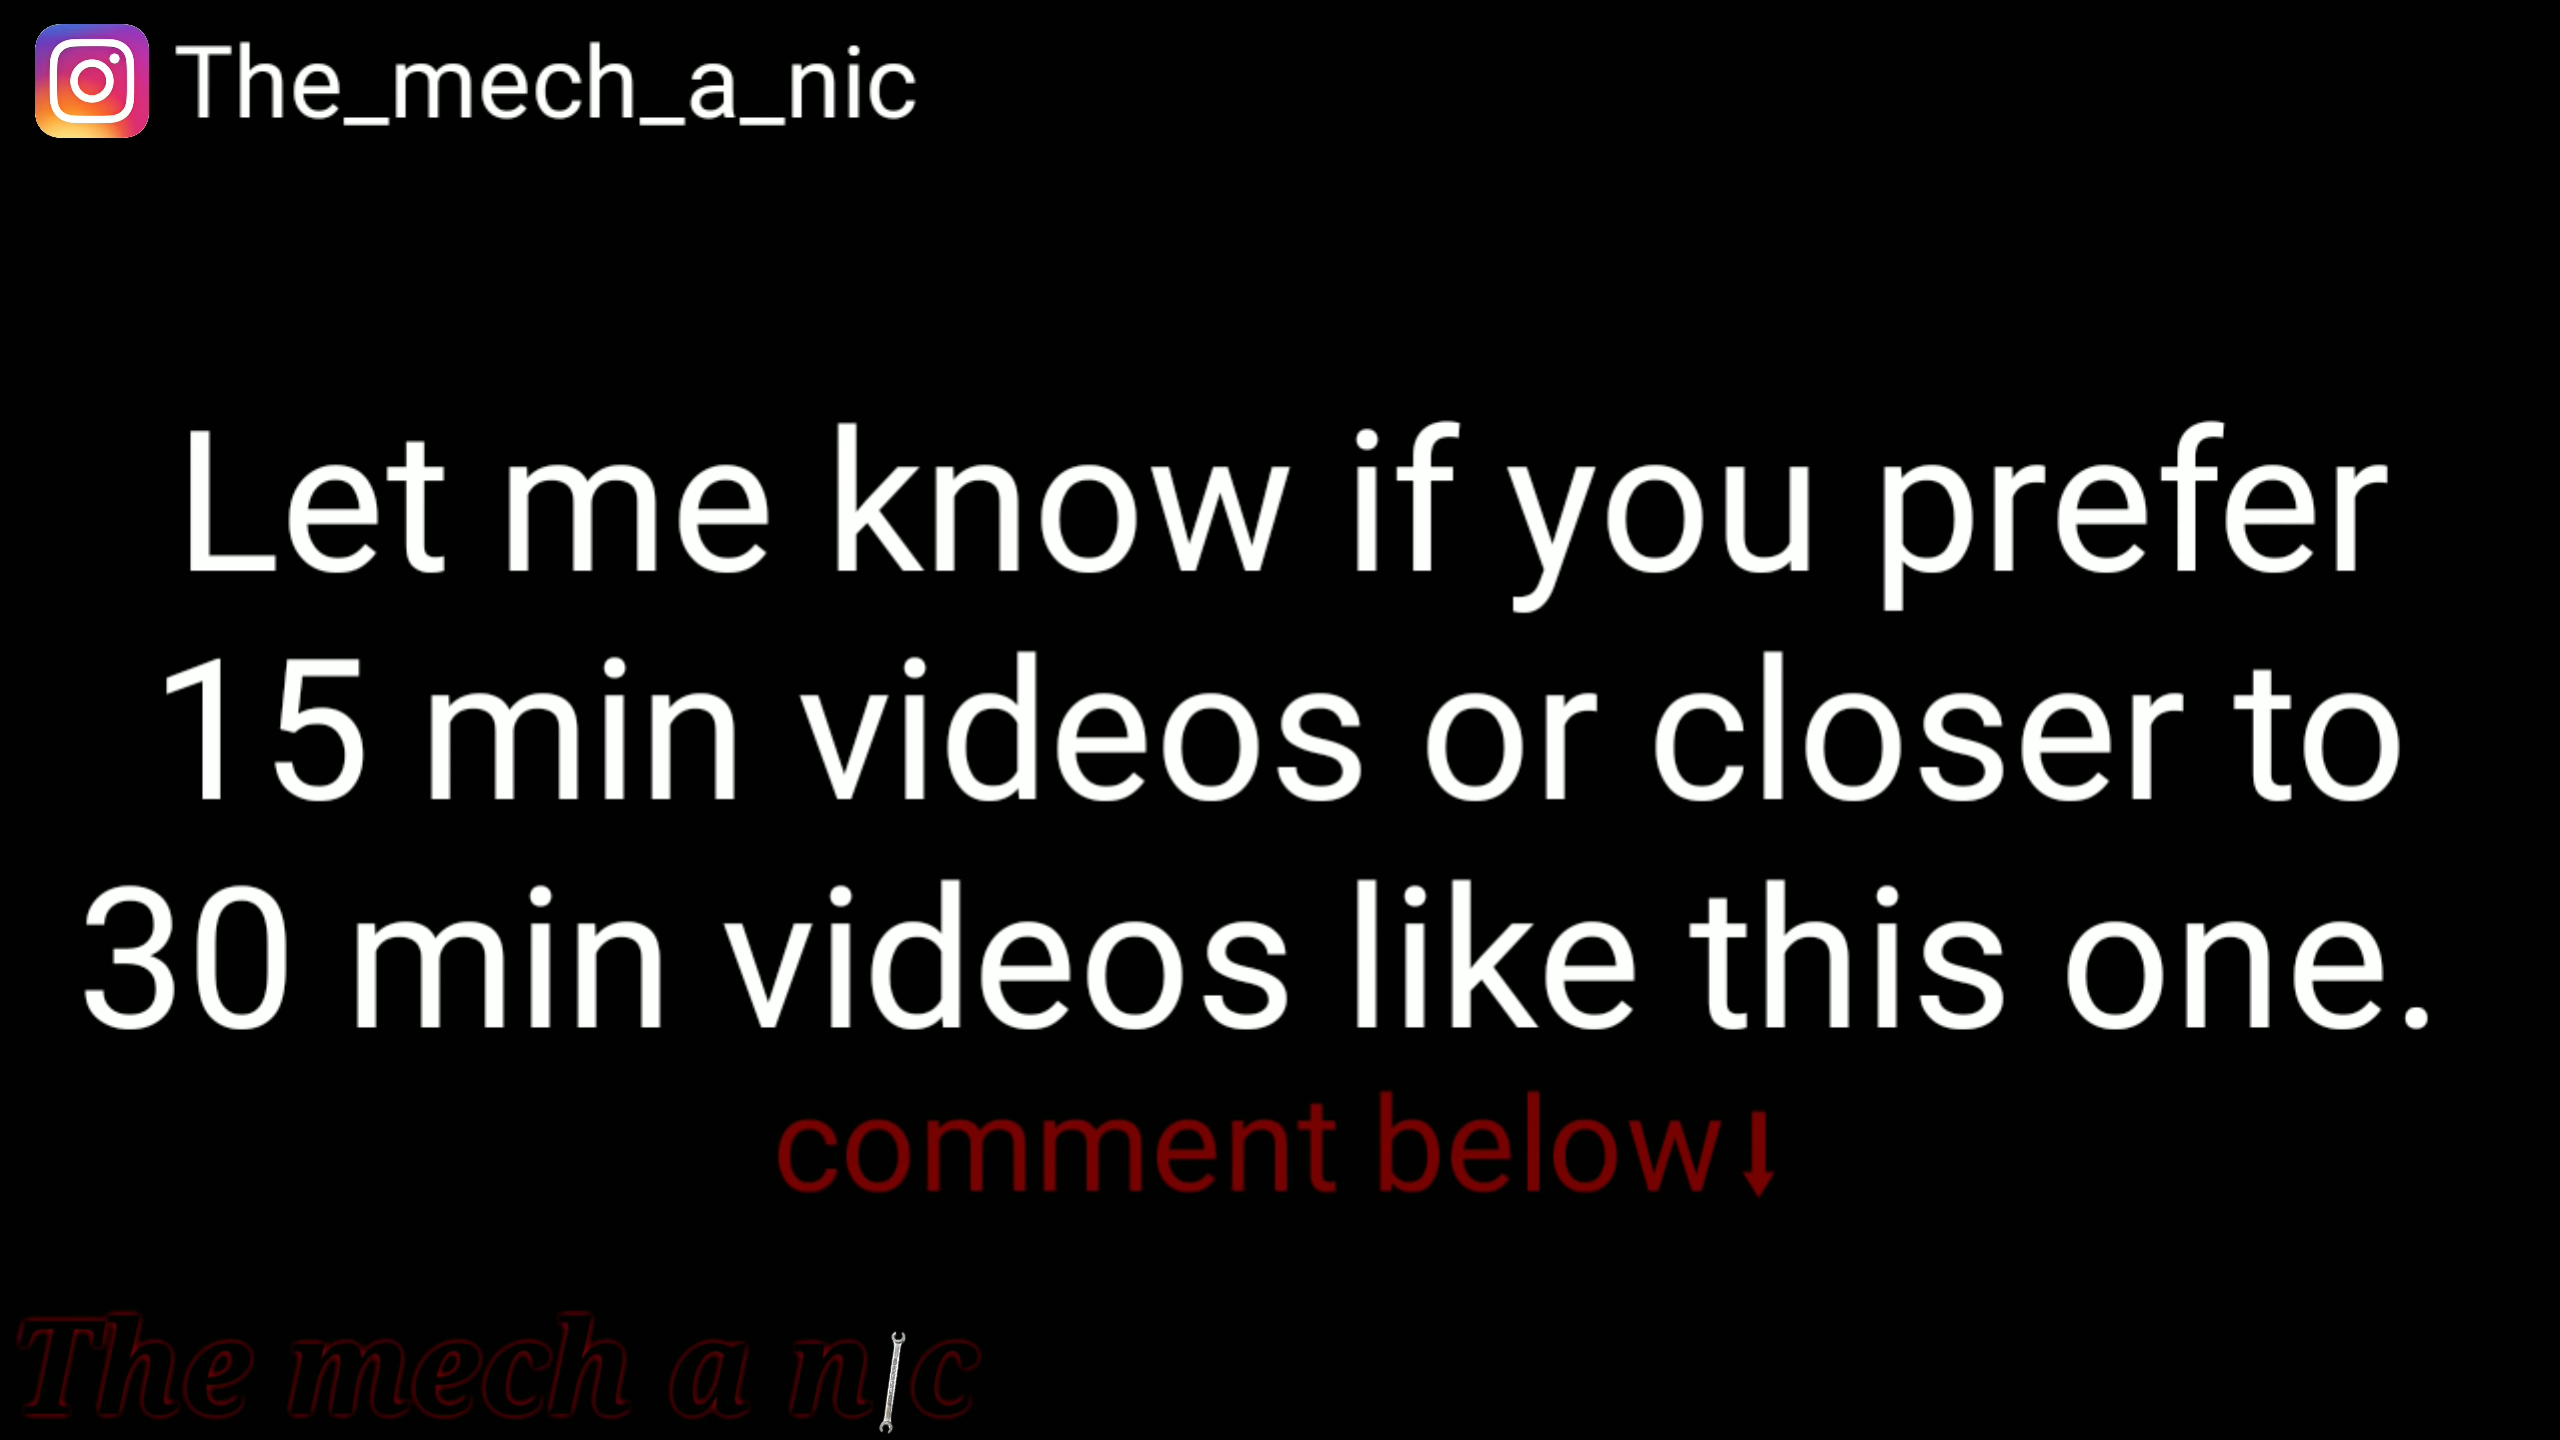 The_mech_a_nic
Let me know if you prefer
15 min videos or closer to
30 min videos like this one.
comment below⬇
The mech a nic